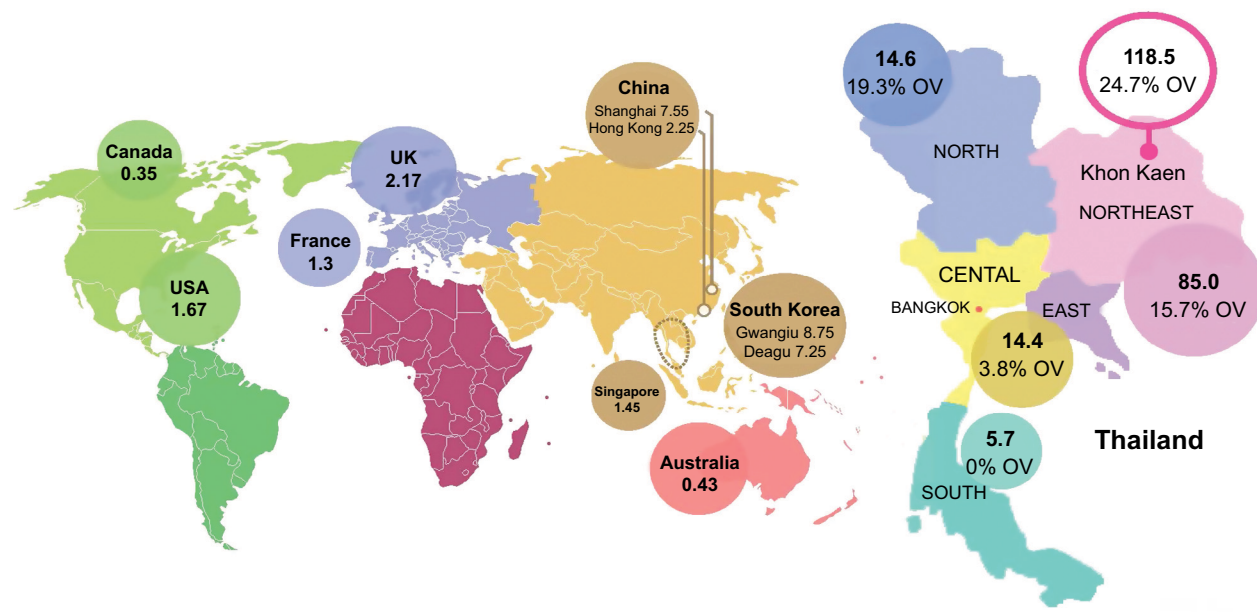 Canada
0.35
USA
1.67
UK
2.17
France
1.3
China
Shanghai 7.55
Hong Kong 2.25
South Korea
Gwangiu 8.75
Deagu 7.25
Singapore
1.45
Australia
0.43
14.6
19.3% OV
NORTH
118.5
24.7% OV
Khon Kaen
NORTHEAST
85.0
15.7% OV
CENTAL
BANGKOK
EAST
14.4
3.8% OV
5.7
0% OV
SOUTH
Thailand